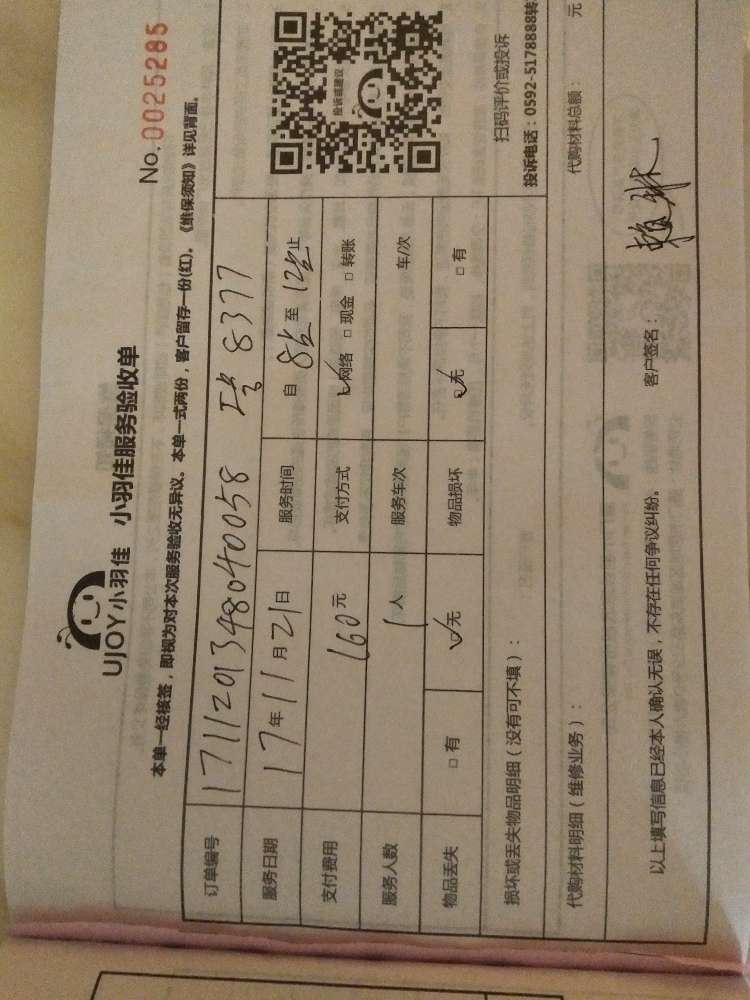 UJOY小羽佳 小羽佳服务验收单
No.0025285
本单一经核签，即视为对本次服务验收无异议。本单一式两份，客户留存一份(红)。《维保须知》详见背面。
订单编号 1711201348040058 8377
服务日期 17年11月21日 服务时间 自 8点 至 12点止
支付费用 160元 支付方式 网络 现金 转账
服务人数 1人 服务车次 车/次
物品丢失 有 无 物品损坏 无 有
投诉或建议
扫码评价或投诉
投诉电话：0592-5178888转
损坏或丢失物品明细（没有可不填）：
代购材料明细（维修业务）： 代购材料总额： 元
以上填写信息已经本人确认无误，不存在任何争议纠纷。 客户签名：